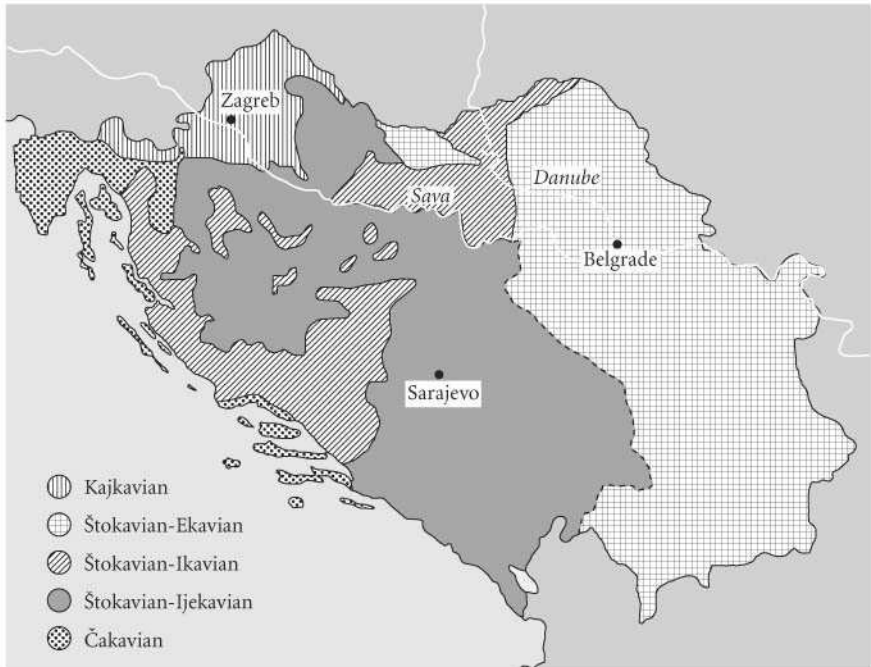 Zagreb
Sava
Danube
Belgrade
Sarajevo
Kajkavian
Štokavian-Ekavian
Štokavian-Ikavian
Štokavian-Ijekavian
Čakavian